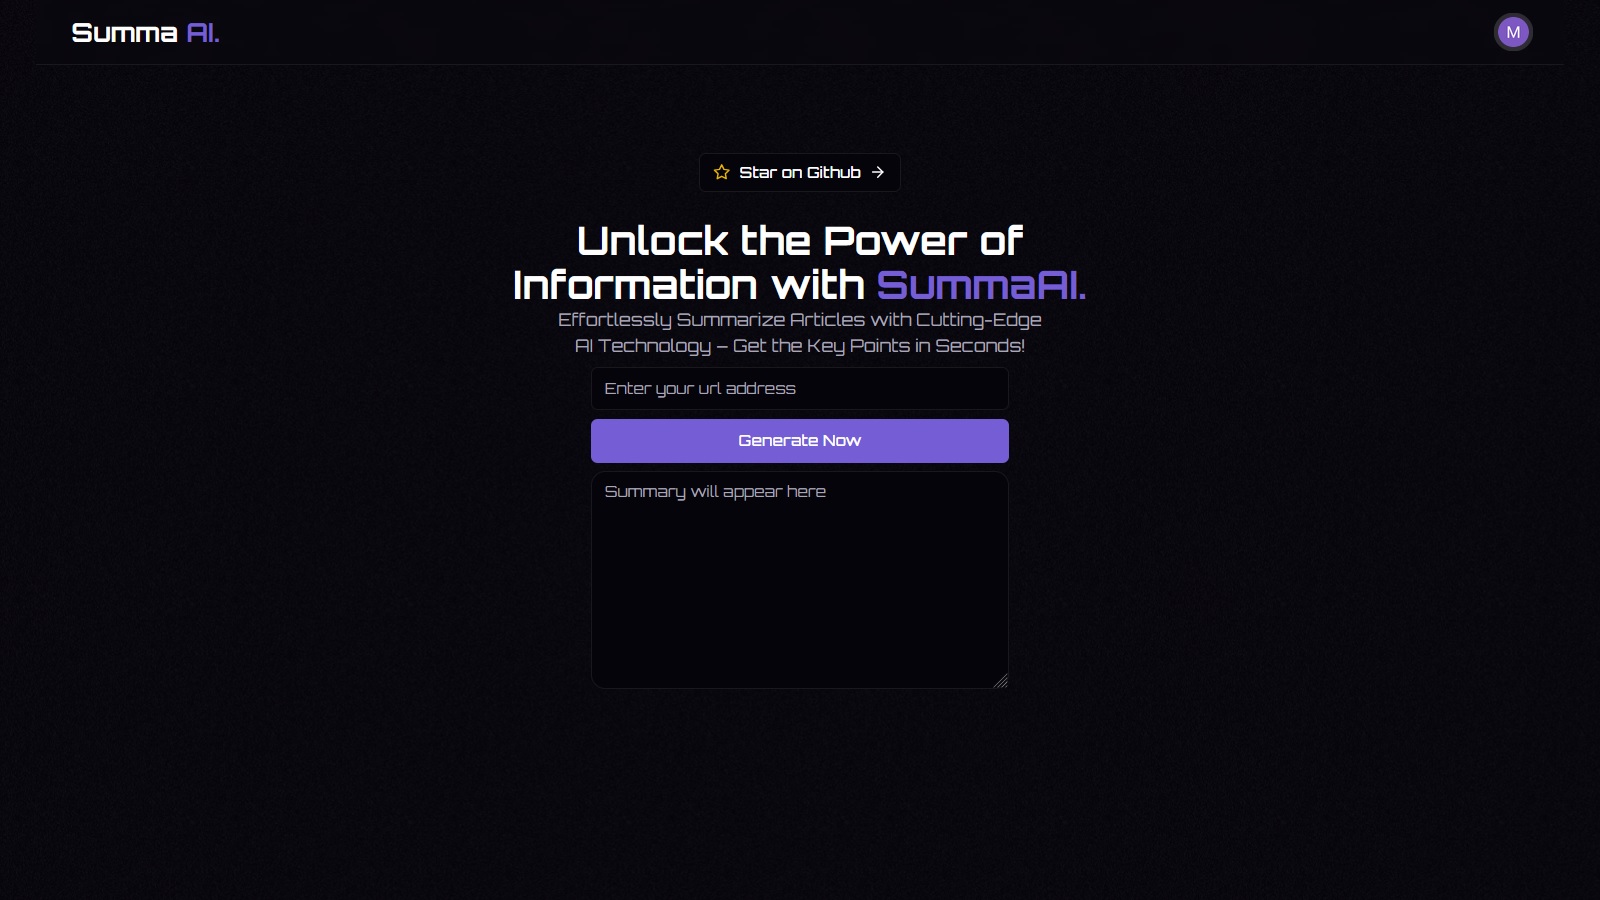 Summa AI.
M
Star on Github
Unlock the Power of
Information with SummaAI.
Effortlessly Summarize Articles with Cutting-Edge
AI Technology – Get the Key Points in Seconds!
Enter your url address
Generate Now
Summary will appear here